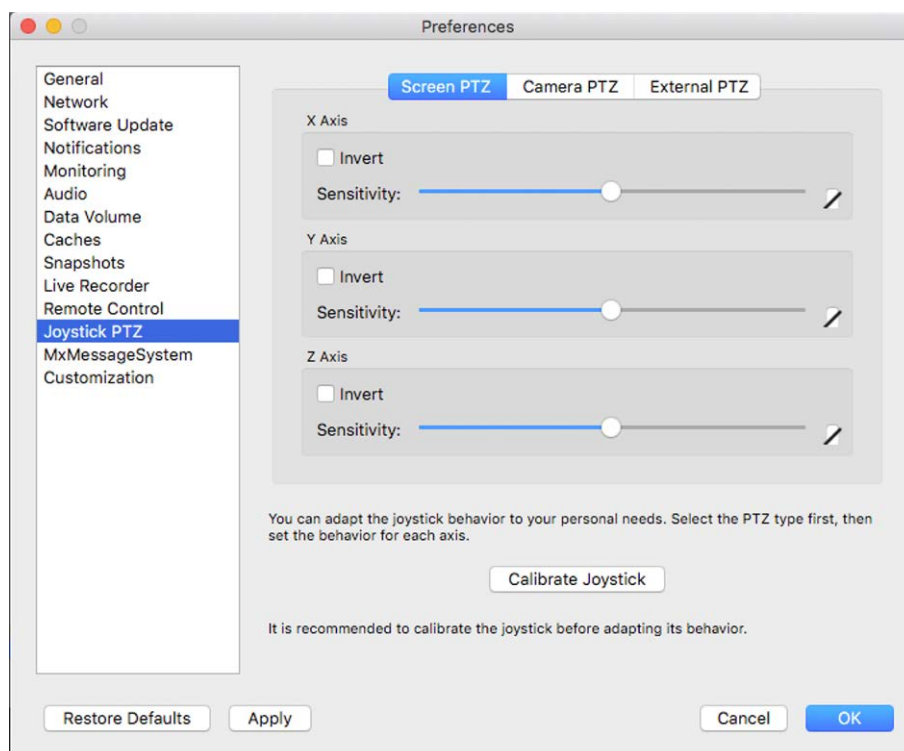 Preferences
General
Network
Software Update
Notifications
Monitoring
Audio
Data Volume
Caches
Snapshots
Live Recorder
Remote Control
Joystick PTZ
MxMessageSystem
Customization
Screen PTZ
Camera PTZ
External PTZ
X Axis
Invert
Sensitivity:
Y Axis
Invert
Sensitivity:
Z Axis
Invert
Sensitivity:
You can adapt the joystick behavior to your personal needs. Select the PTZ type first, then
set the behavior for each axis.
Calibrate Joystick
It is recommended to calibrate the joystick before adapting its behavior.
Restore Defaults
Apply
Cancel
OK